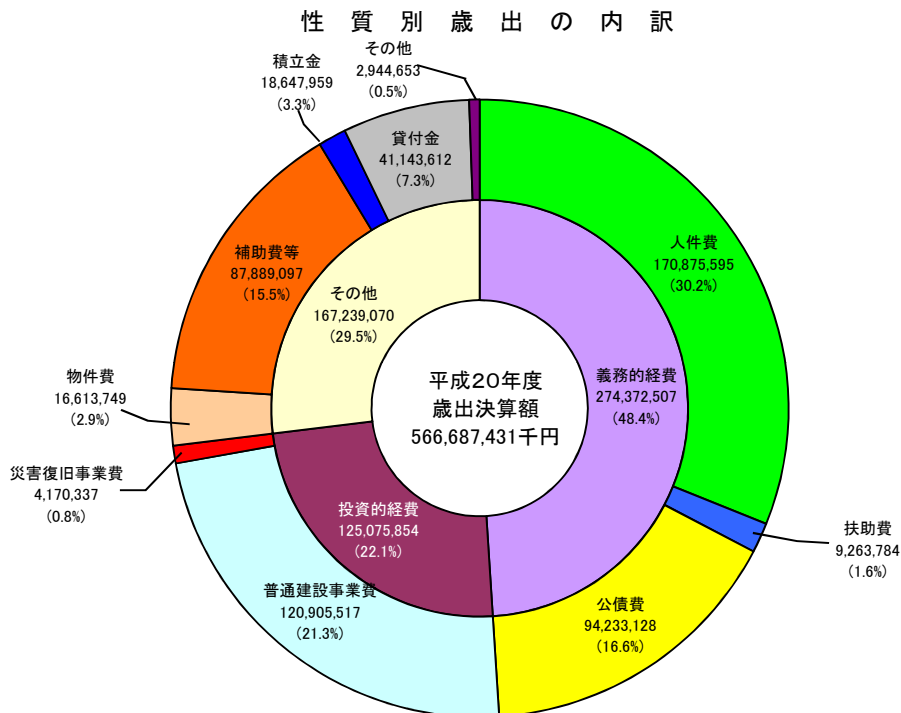 性質別歳出の内訳
その他
2,944,653
(0.5%)
積立金
18,647,959
(3.3%)
貸付金
41,143,612
(7.3%)
人件費
170,875,595
(30.2%)
補助費等
87,889,097
(15.5%)
その他
167,239,070
(29.5%)
義務的経費
274,372,507
(48.4%)
平成20年度
歳出決算額
566,687,431千円
物件費
16,613,749
(2.9%)
災害復旧事業費
4,170,337
(0.8%)
投資的経費
125,075,854
(22.1%)
扶助費
9,263,784
(1.6%)
普通建設事業費
120,905,517
(21.3%)
公債費
94,233,128
(16.6%)